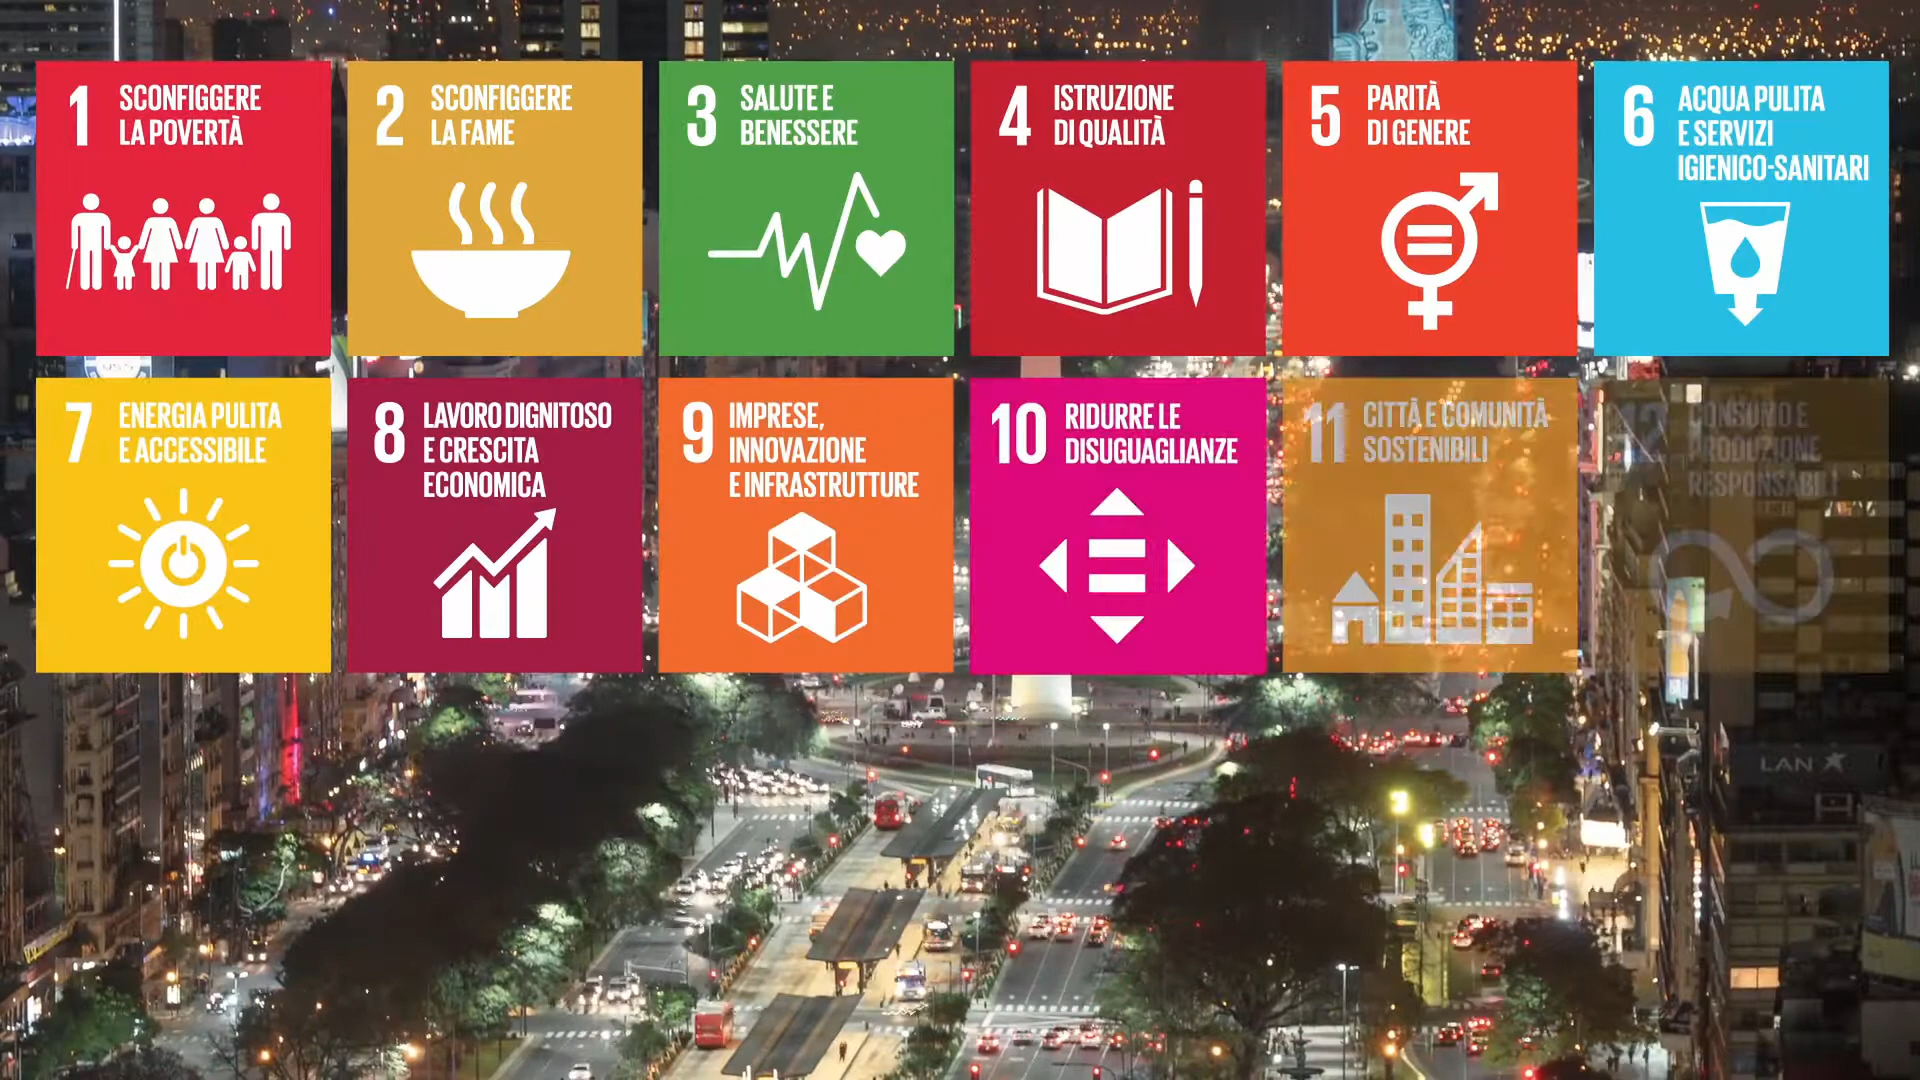 1 SCONFIGGERE
LA POVERTÀ
2 SCONFIGGERE
LA FAME
3 SALUTE E
BENESSERE
4 ISTRUZIONE
DI QUALITÀ
5 PARITÀ
DI GENERE
6 ACQUA PULITA
E SERVIZI
IGIENICO-SANITARI
7 ENERGIA PULITA
E ACCESSIBILE
8 LAVORO DIGNITOSO
E CRESCITA
ECONOMICA
9 IMPRESE,
INNOVAZIONE
E INFRASTRUTTURE
10 RIDURRE LE
DISUGUAGLIANZE
11 CITTÀ E COMUNITÀ
SOSTENIBILI
12 CONSUMO E
PRODUZIONE
RESPONSABILI
LAN